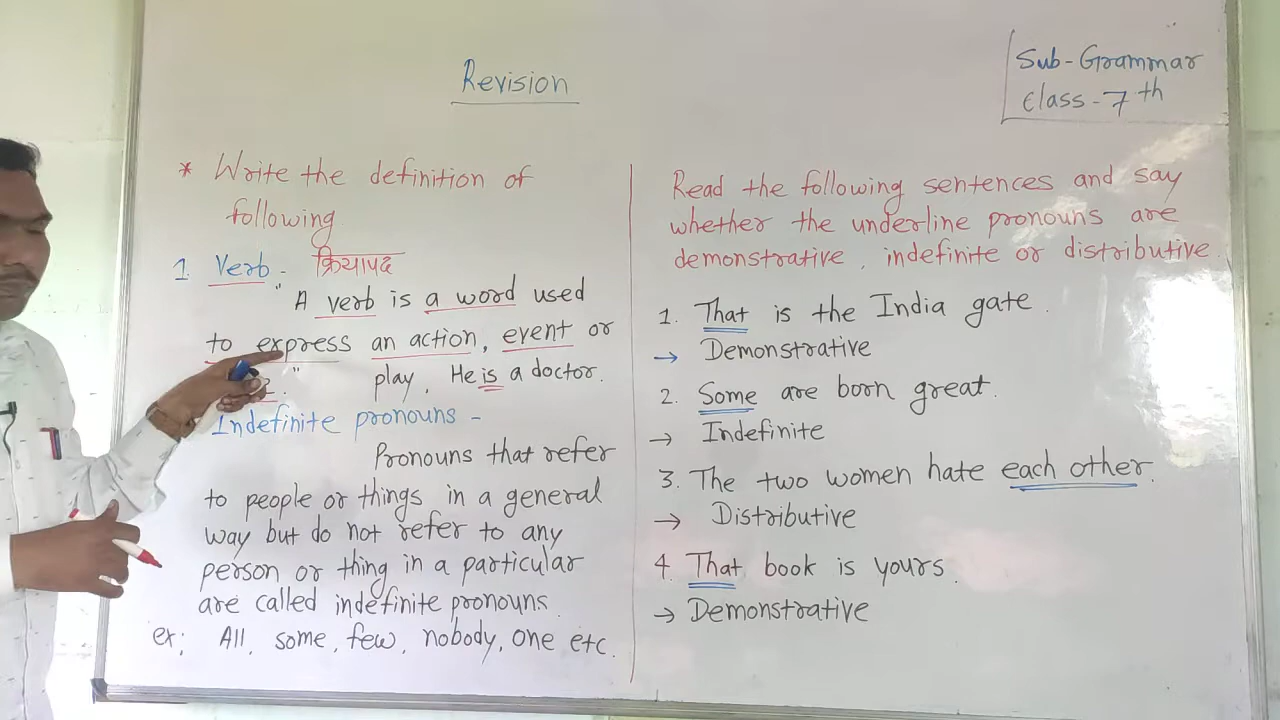 Revision
Sub-Grammar
Class-7th
* Write the definition of
following
1. Verb - क्रियापद
" A verb is a word used
to express an action, event or
" play, He is a doctor.
Indefinite pronouns -
Pronouns that refer
to people or things in a general
way but do not refer to any
person or thing in a particular
are called indefinite pronouns.
ex; All, some, few, nobody, one etc.
Read the following sentences and say
whether the underline pronouns are
demonstrative, indefinite or distributive.
1. That is the India gate.
→ Demonstrative
2. Some are born great.
→ Indefinite
3. The two women hate each other.
→ Distributive
4. That book is yours.
→ Demonstrative